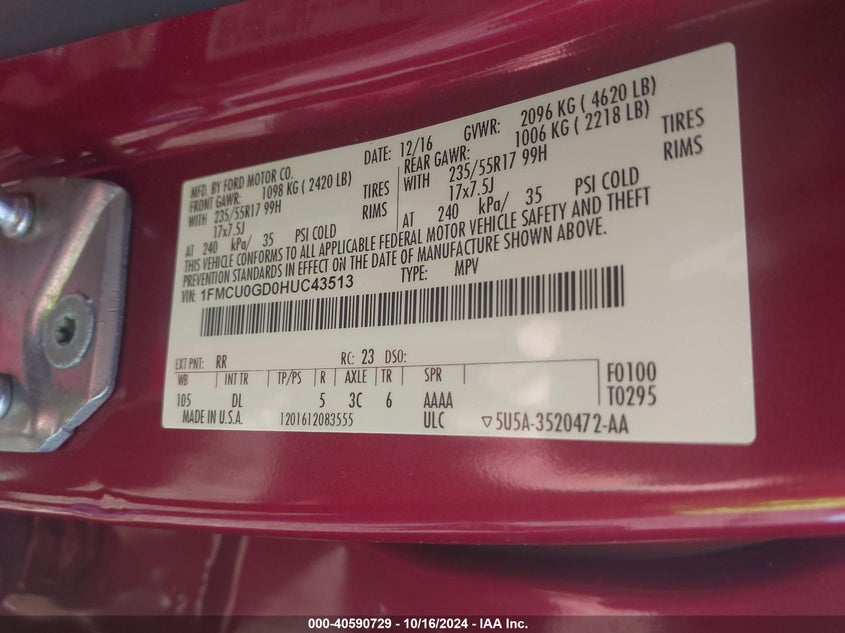 MFD. BY FORD MOTOR CO.
DATE: 12/16 GVWR: 2096 KG ( 4620 LB)
FRONT GAWR: 1098 KG ( 2420 LB)
REAR GAWR: 1006 KG ( 2218 LB)
WITH 235/55R17 99H TIRES
WITH 235/55R17 99H TIRES
17x7.5J RIMS
17x7.5J RIMS
AT 240 kPa/ 35 PSI COLD
AT 240 kPa/ 35 PSI COLD
THIS VEHICLE CONFORMS TO ALL APPLICABLE FEDERAL MOTOR VEHICLE SAFETY AND THEFT
PREVENTION STANDARDS IN EFFECT ON THE DATE OF MANUFACTURE SHOWN ABOVE.
VIN: 1FMCU0GD0HUC43513 TYPE: MPV
EXT PNT: RR RC: 23 DSO:
WB INT TR TP/PS R AXLE TR SPR F0100
105 DL 5 3C 6 AAAA T0295
MADE IN U.S.A. 1201612083555 ULC ▽5U5A-3520472-AA
000-40590729 - 10/16/2024 - IAA Inc.